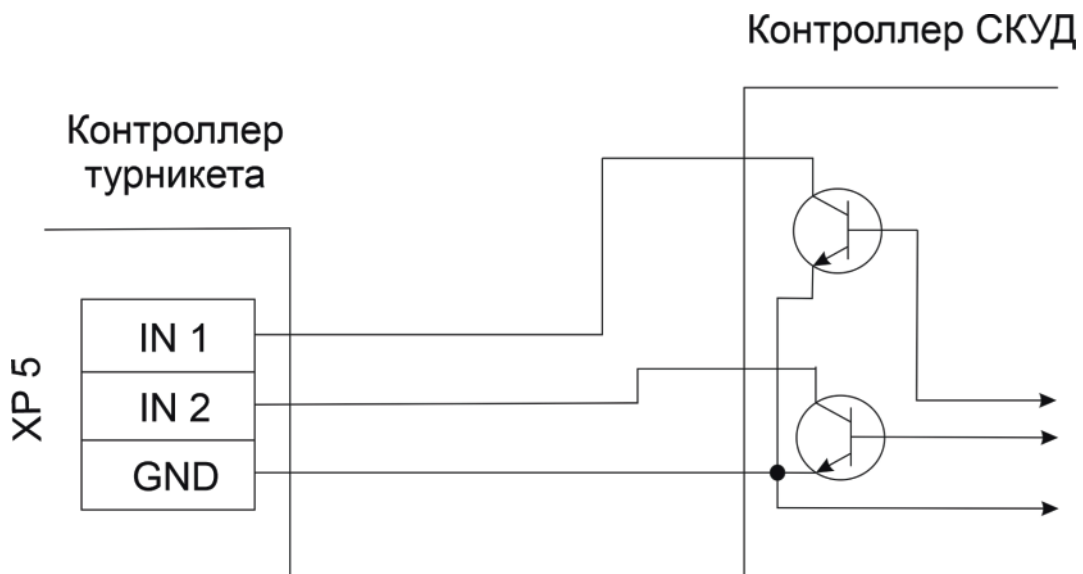 Контроллер СКУД
Контроллер
турникета
XP 5
IN 1
IN 2
GND